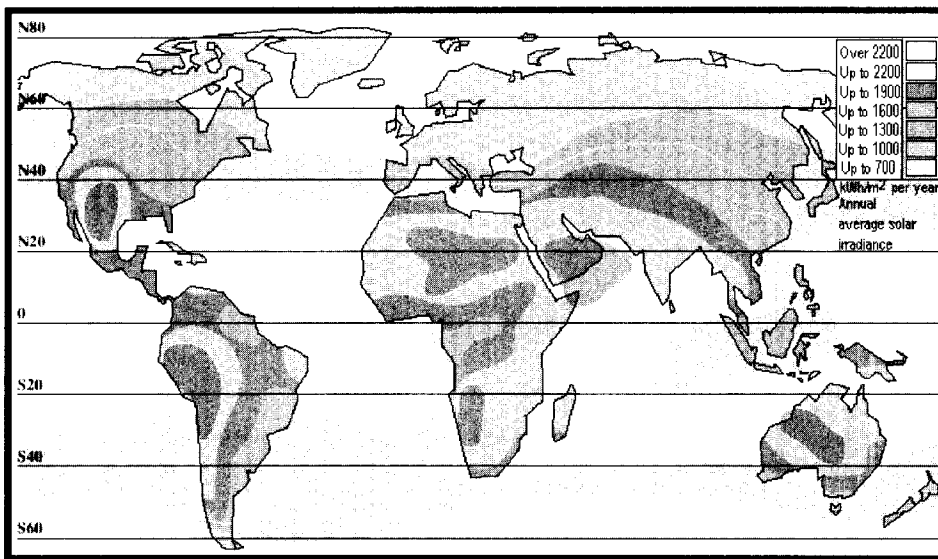 N80
N60
N40
N20
0
S20
S40
S60
Over 2200
Up to 2200
Up to 1900
Up to 1600
Up to 1300
Up to 1000
Up to 700
kWh/m² per year
Annual
average solar
irradiance